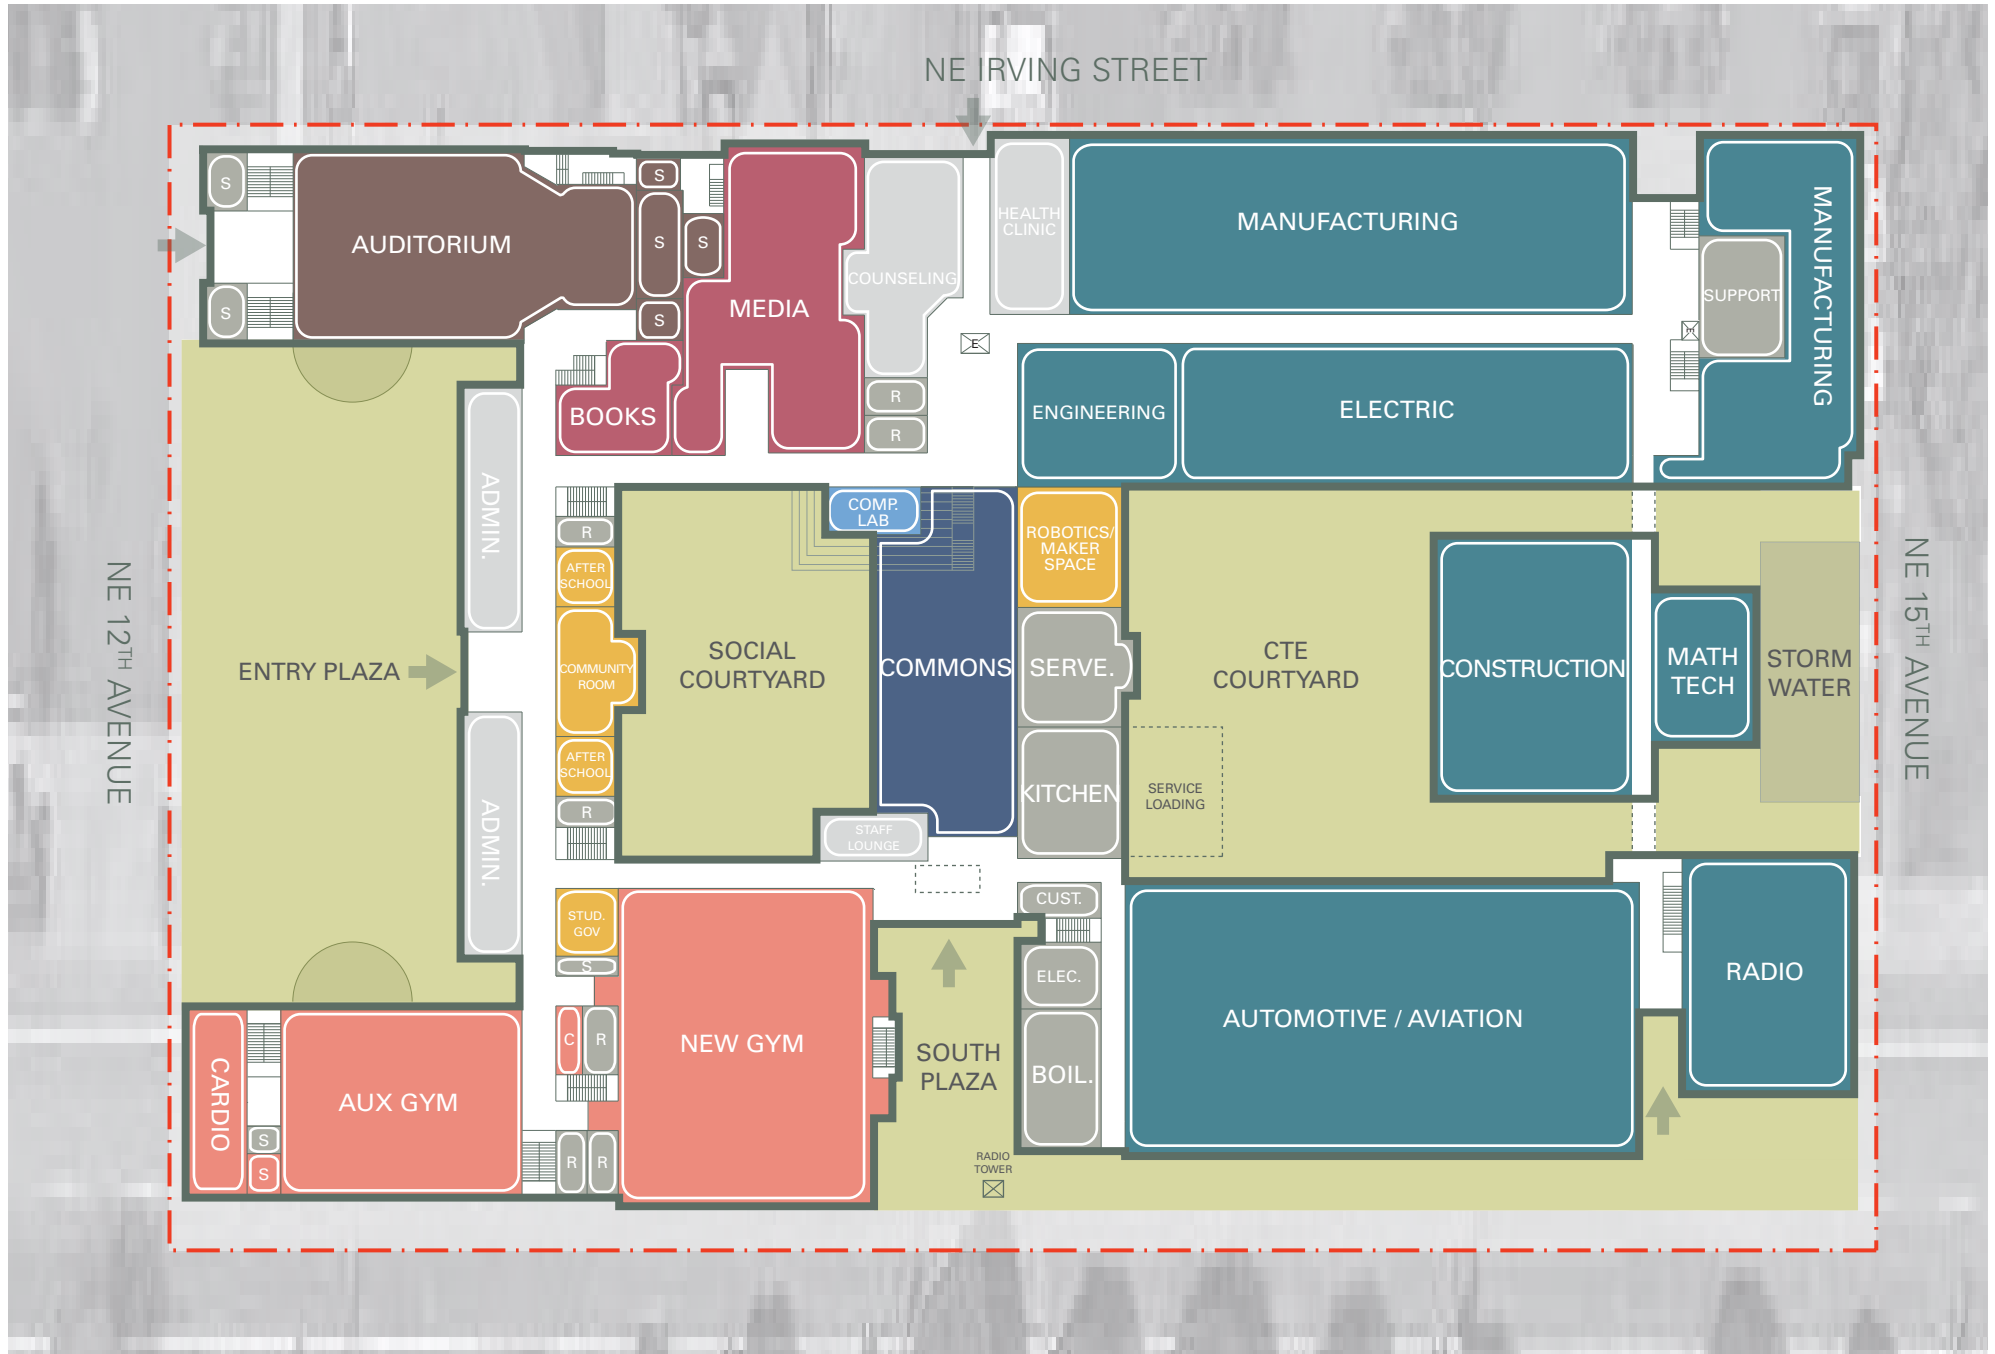 NE IRVING STREET
S
S
AUDITORIUM
S
S
S
S
MEDIA
BOOKS
COUNSELING
R
R
HEALTH
CLINIC
MANUFACTURING
E
ENGINEERING
ELECTRIC
SUPPORT
E
MANUFACTURING
NE 12TH AVENUE
ENTRY PLAZA
ADMIN.
ADMIN.
R
AFTER
SCHOOL
COMMUNITY
ROOM
AFTER
SCHOOL
R
SOCIAL
COURTYARD
COMP.
LAB
COMMONS
STAFF
LOUNGE
ROBOTICS/
MAKER
SPACE
SERVE.
KITCHEN
CTE
COURTYARD
SERVICE
LOADING
CONSTRUCTION
MATH
TECH
STORM
WATER
NE 15TH AVENUE
STUD.
GOV
S
C
R
R
R
NEW GYM
CARDIO
S
S
AUX GYM
SOUTH
PLAZA
RADIO
TOWER
CUST.
ELEC.
BOIL.
AUTOMOTIVE / AVIATION
RADIO